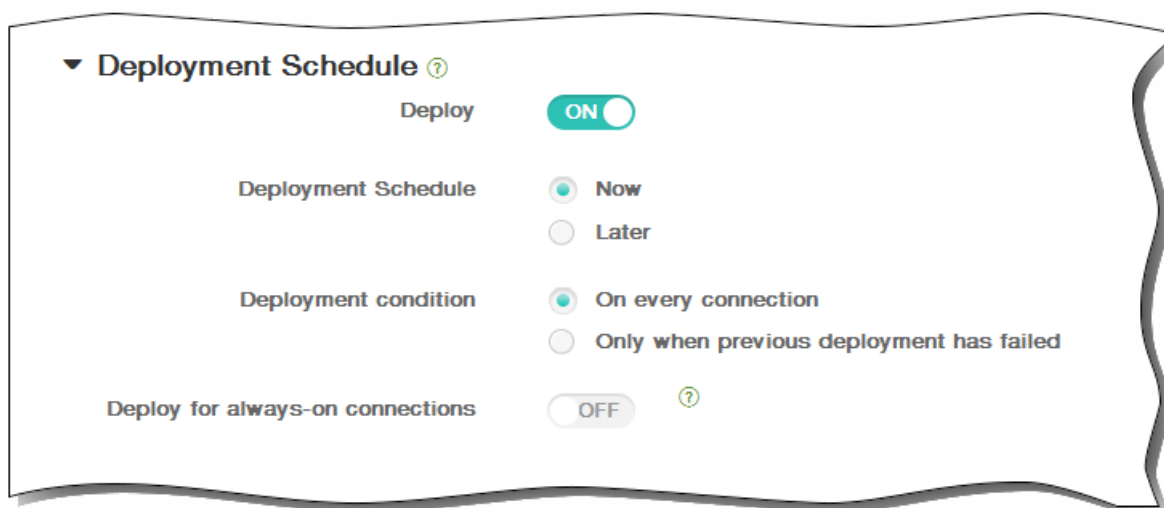 Deployment Schedule ?
Deploy ON
Deployment Schedule Now
Later
Deployment condition On every connection
Only when previous deployment has failed
Deploy for always-on connections OFF ?